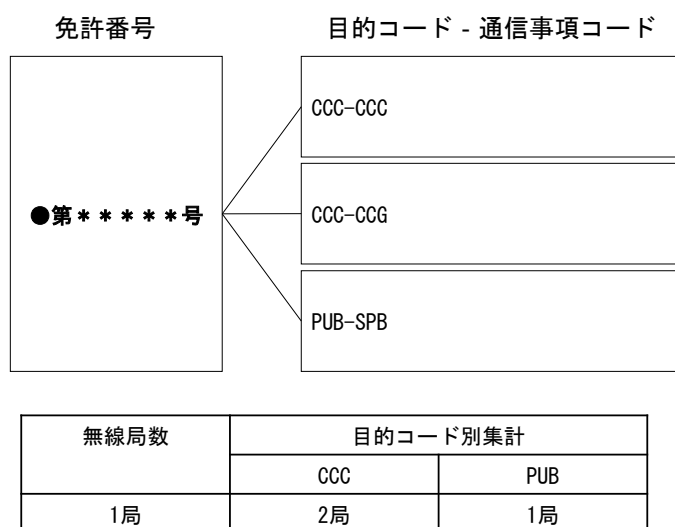 免許番号
目的コード - 通信事項コード
CCC-CCC
●第＊＊＊＊＊号
CCC-CCG
PUB-SPB
無線局数
目的コード別集計
CCC
PUB
1局
2局
1局